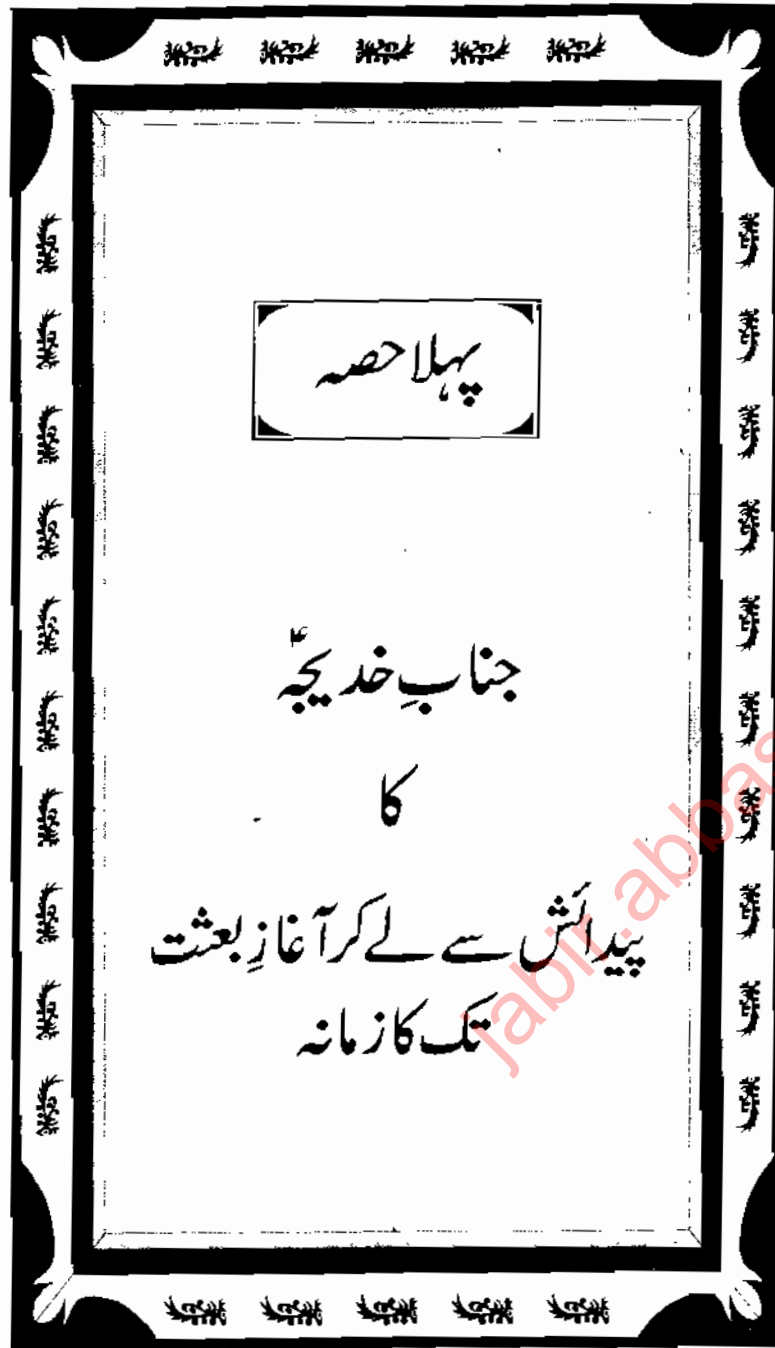 پہلا حصہ
جنابِ خدیجہؑ
کا
پیدائش سے لے کر آغازِ بعثت
تک کا زمانہ
jabir.abbas